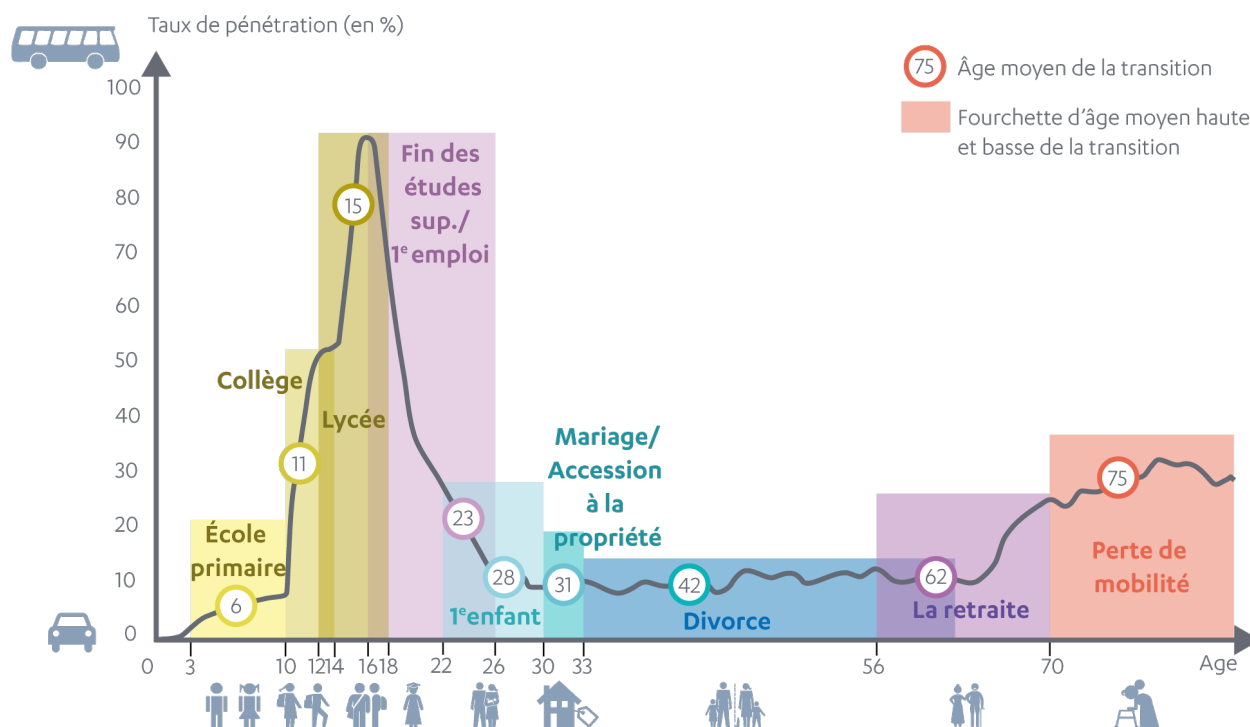 Taux de pénétration (en %)
75 Âge moyen de la transition
Fourchette d'âge moyen haute
et basse de la transition
100
90
80
70
60
50
40
30
20
10
0
Fin des
études
sup./
1e emploi
15
Collège
Lycée
11
Mariage/
Accession
à la
propriété
École
primaire
6
23
28
1e enfant
31
42
Divorce
62
La retraite
75
Perte de
mobilité
0 3 10 12 14 16 18 22 26 30 33 56 70 Age